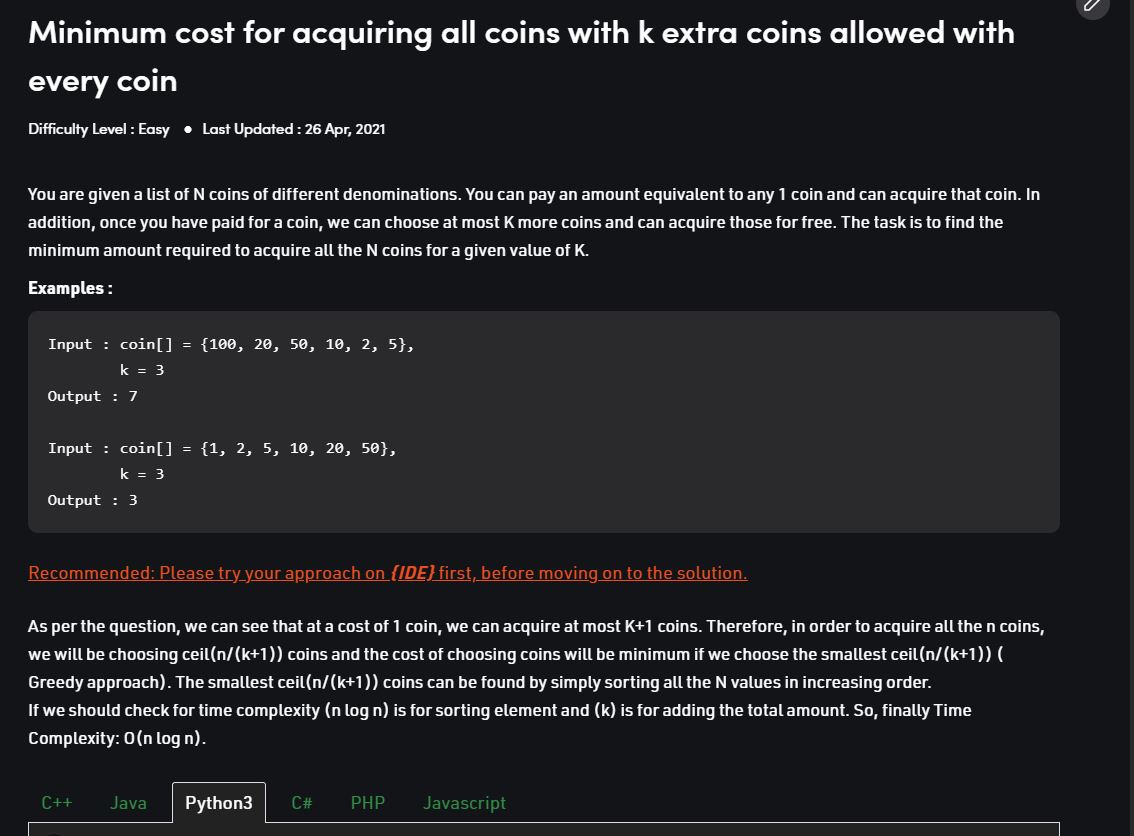 Minimum cost for acquiring all coins with k extra coins allowed with
every coin
Difficulty Level : Easy ● Last Updated : 26 Apr, 2021
You are given a list of N coins of different denominations. You can pay an amount equivalent to any 1 coin and can acquire that coin. In
addition, once you have paid for a coin, we can choose at most K more coins and can acquire those for free. The task is to find the
minimum amount required to acquire all the N coins for a given value of K.
Examples :
Input : coin[] = {100, 20, 50, 10, 2, 5},
k = 3
Output : 7
Input : coin[] = {1, 2, 5, 10, 20, 50},
k = 3
Output : 3
Recommended: Please try your approach on {IDE} first, before moving on to the solution.
As per the question, we can see that at a cost of 1 coin, we can acquire at most K+1 coins. Therefore, in order to acquire all the n coins,
we will be choosing ceil(n/(k+1)) coins and the cost of choosing coins will be minimum if we choose the smallest ceil(n/(k+1)) (
Greedy approach). The smallest ceil(n/(k+1)) coins can be found by simply sorting all the N values in increasing order.
If we should check for time complexity (n log n) is for sorting element and (k) is for adding the total amount. So, finally Time
Complexity: O(n log n).
C++ Java Python3 C# PHP Javascript